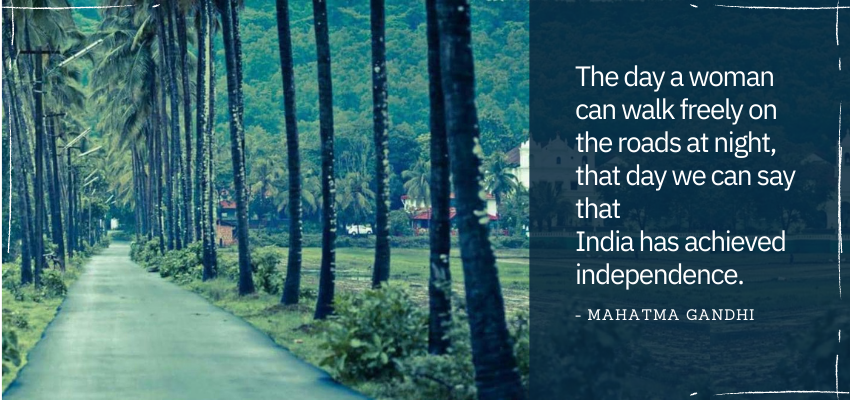 The day a woman
can walk freely on
the roads at night,
that day we can say
that
India has achieved
independence.
- MAHATMA GANDHI